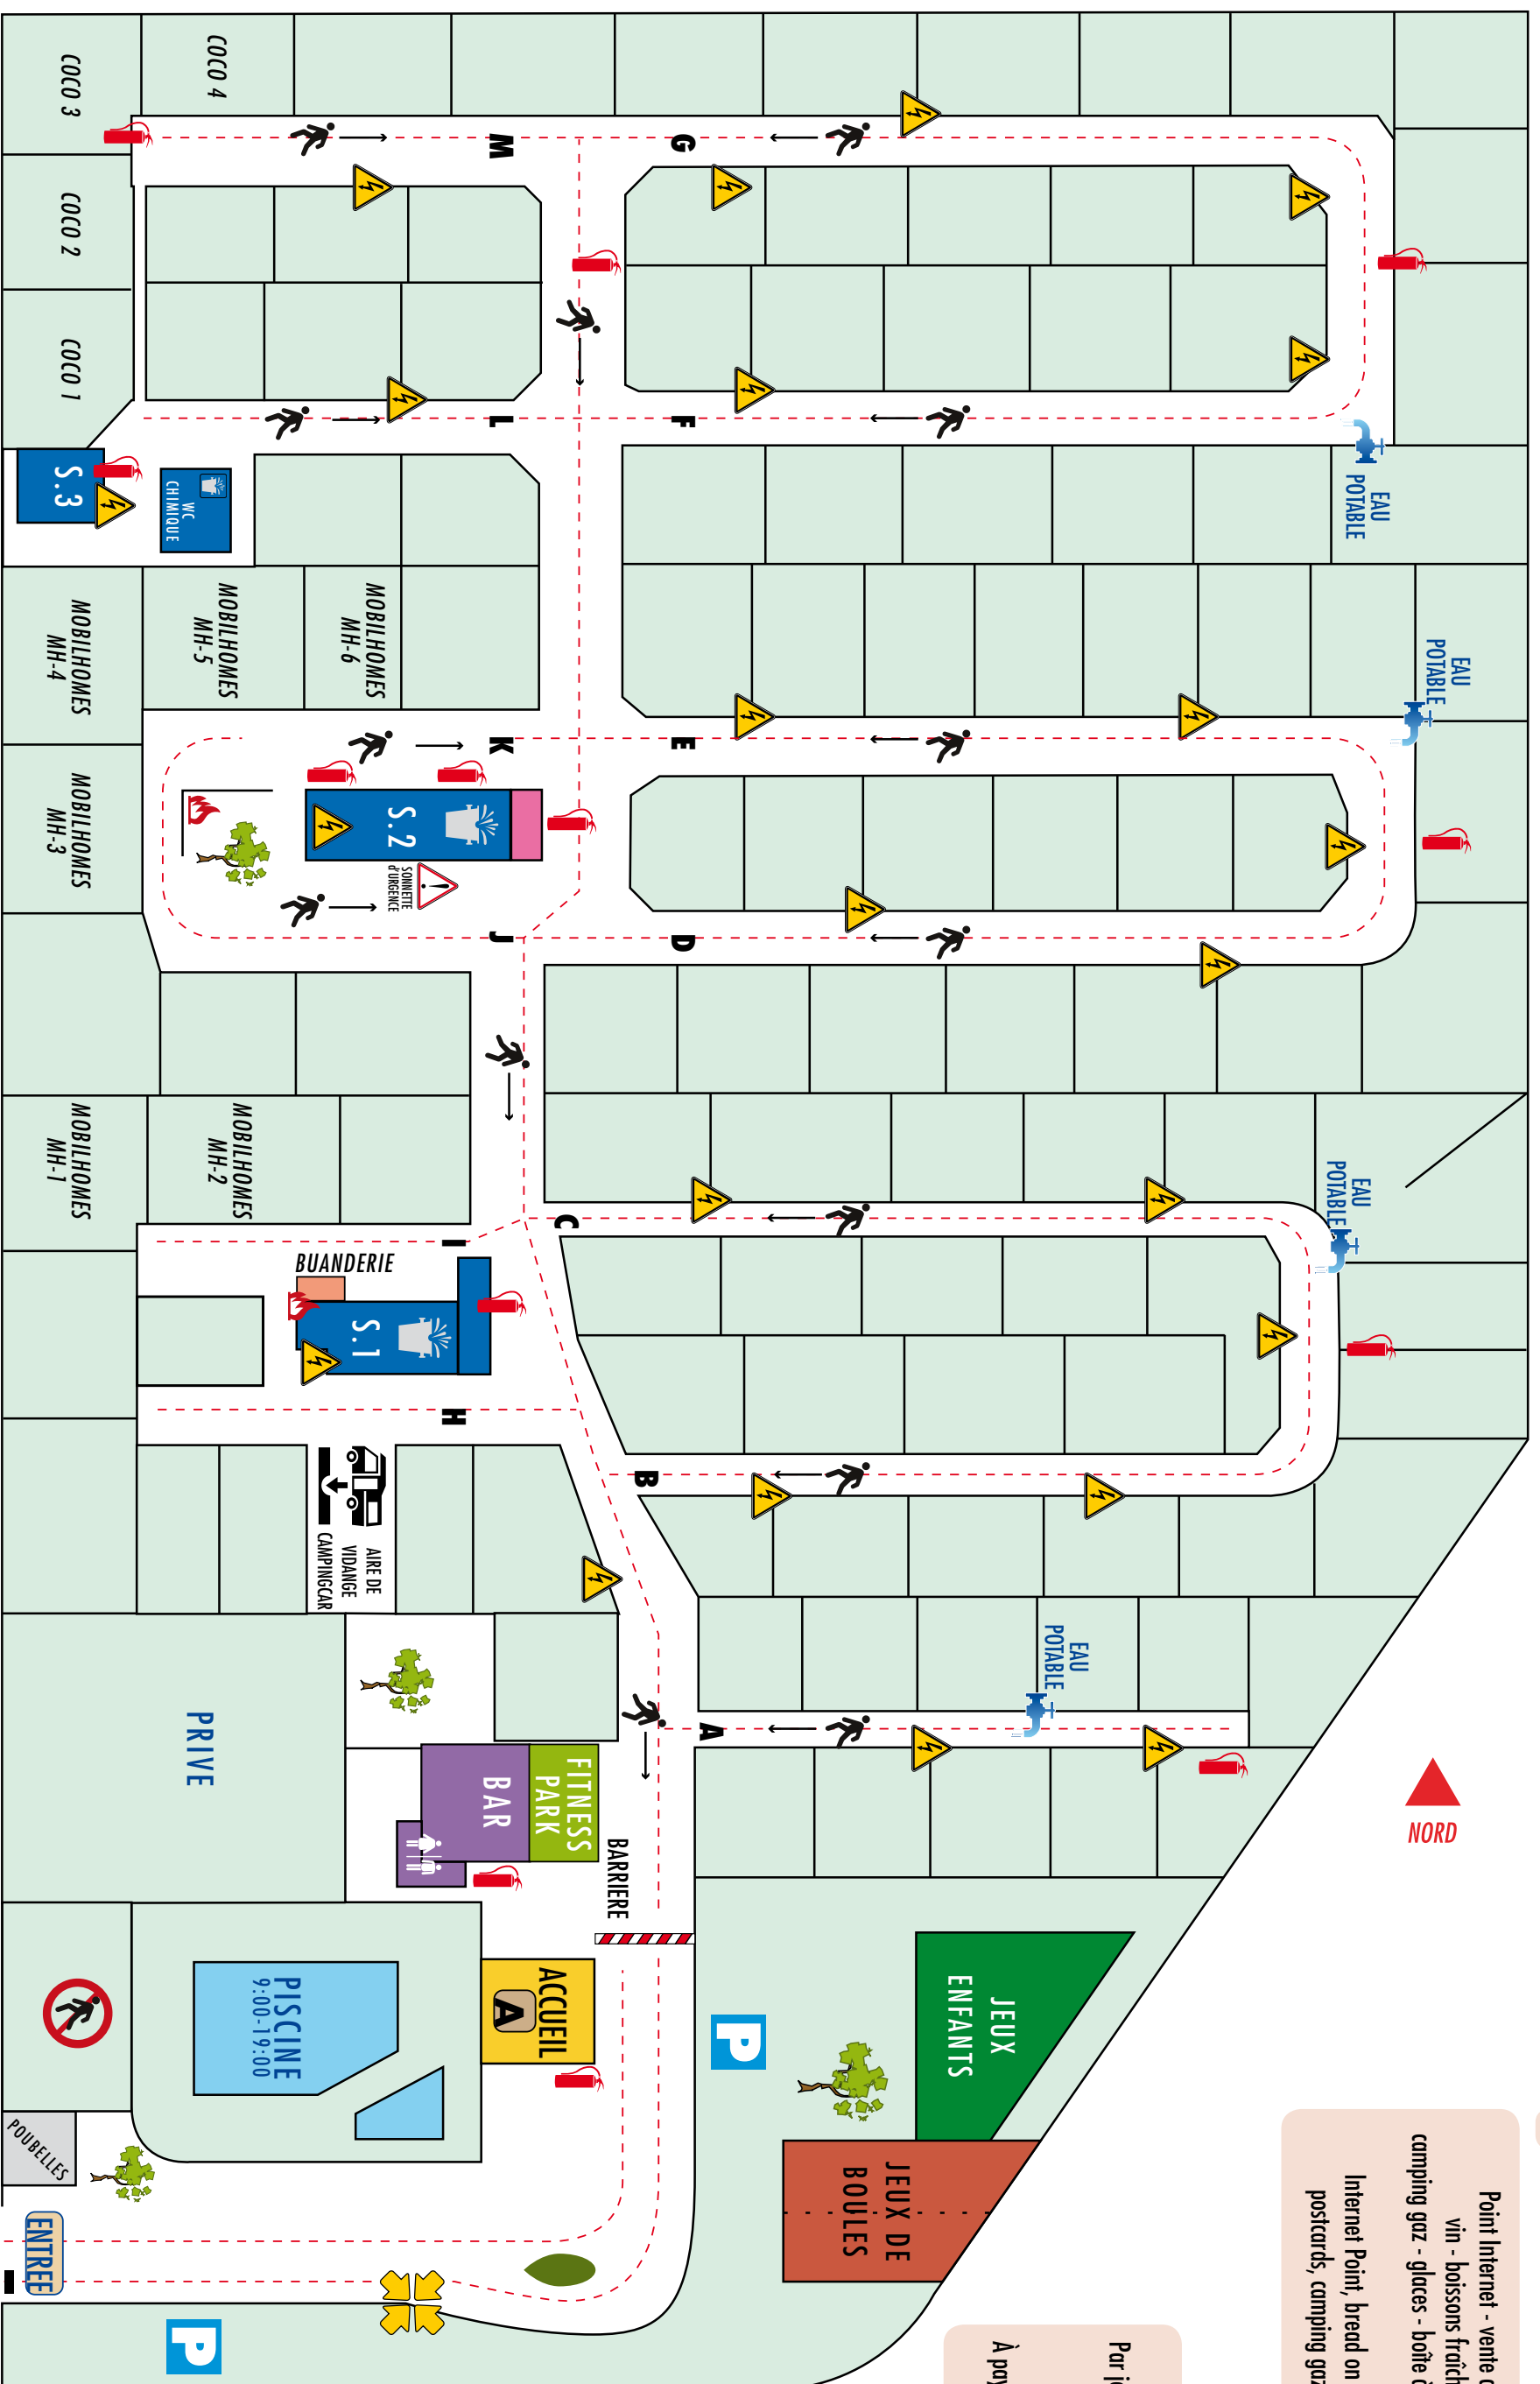 COCO 3
COCO 4
COCO 2
COCO 1
M
G
L
F
S.3
WC
CHIMIQUE
EAU
POTABLE
MOBILHOMES
MH-4
MOBILHOMES
MH-5
MOBILHOMES
MH-6
EAU
POTABLE
K
E
MOBILHOMES
MH-3
S.2
SONNETTE
d'URGENCE
J
D
MOBILHOMES
MH-1
MOBILHOMES
MH-2
EAU
POTABLE
C
I
BUANDERIE
S.1
H
B
AIRE DE
VIDANGE
CAMPINGCAR
EAU
POTABLE
A
PRIVE
FITNESS
PARK
BAR
BARRIERE
NORD
PISCINE
9:00-19:00
ACCUEIL
A
P
JEUX
ENFANTS
JEUX DE
BOULES
POUBELLES
ENTREE
P
Point Internet - vente
vin - boissons fraîch
camping gaz - glaces - boîte
Internet Point, bread on
postcards, camping gaz
Par j
À pay